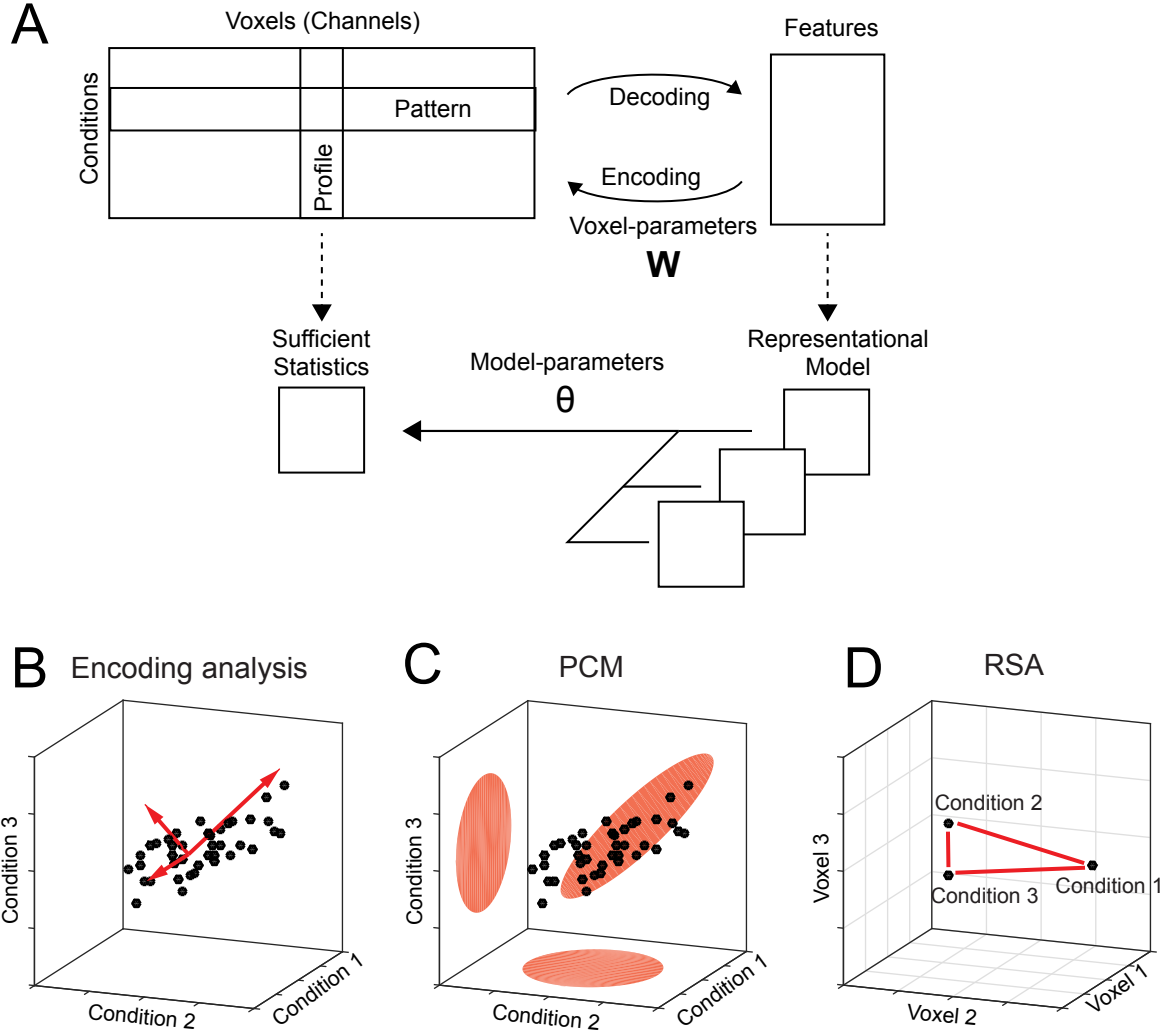 A
Voxels (Channels)
Features
Conditions
Pattern
Profile
Decoding
Encoding
Voxel-parameters
W
Sufficient
Statistics
Model-parameters
θ
Representational
Model
B
Encoding analysis
Condition 3
Condition 2
Condition 1
C
PCM
Condition 3
Condition 2
Condition 1
D
RSA
Condition 2
Condition 3
Condition 1
Voxel 3
Voxel 2
Voxel 1